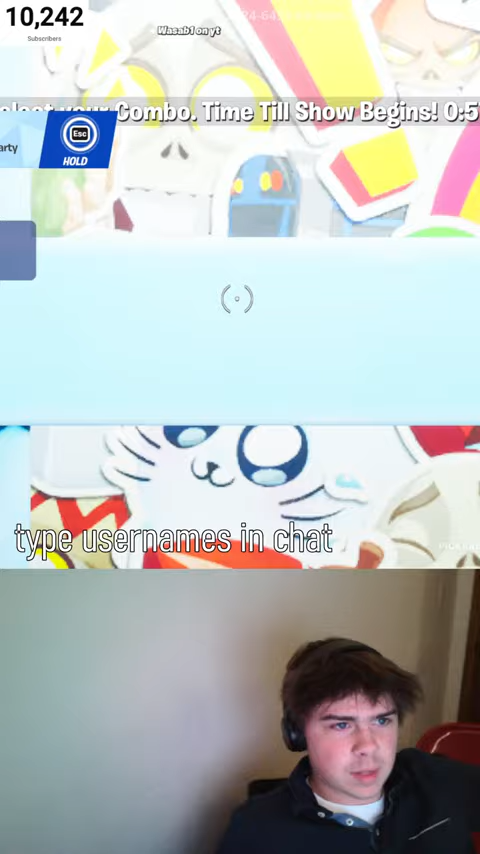 10,242
Subscribers
Wasab1 on yt
your Combo. Time Till Show Begins! 0:5
arty
Esc
HOLD
type usernames in chat